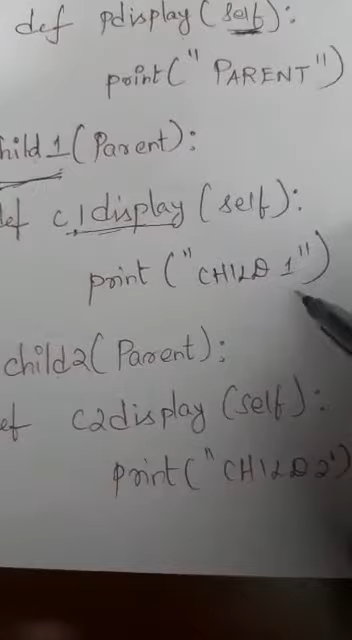 def pdisplay(self):
print("PARENT")
hild1(Parent):
def c1display(self):
print("CHILD 1")
child2(Parent):
ef c2display(self):
print("CHILD2')